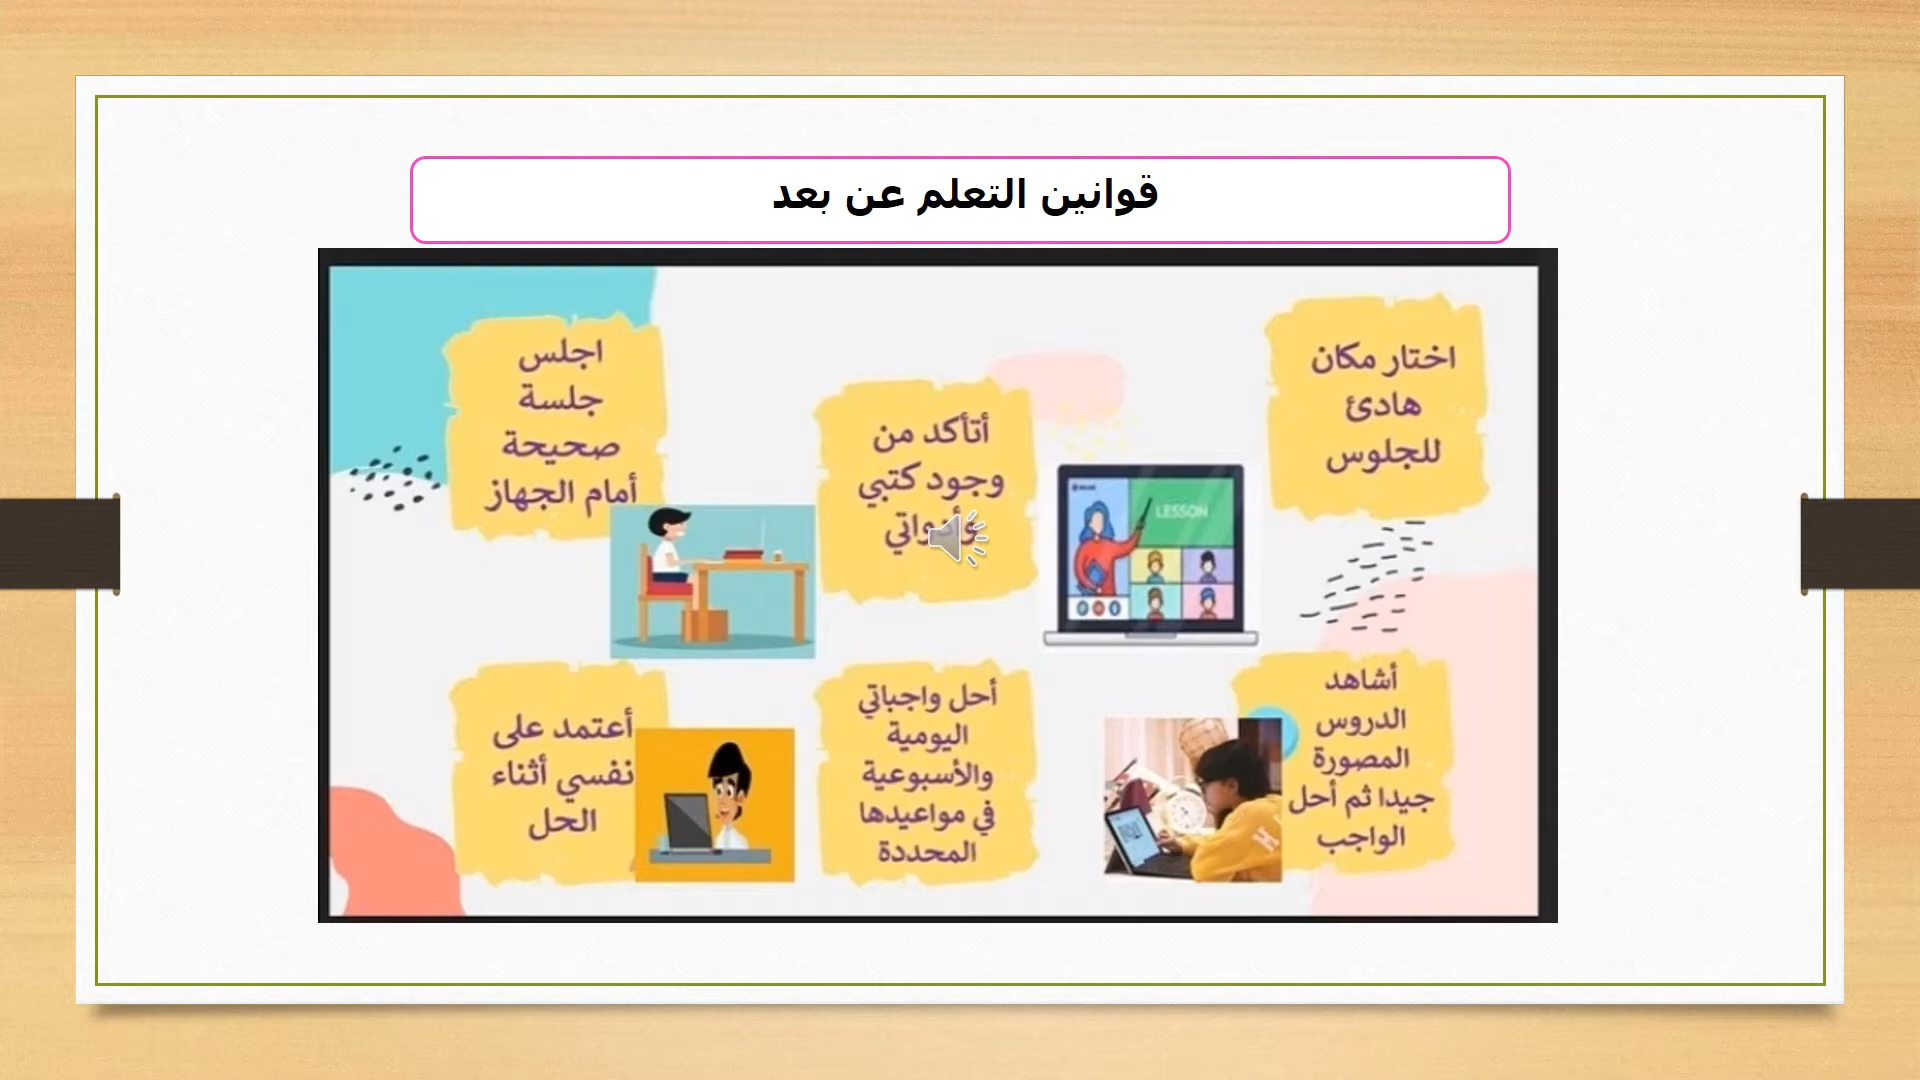 قوانين التعلم عن بعد
اختار مكان
هادئ
للجلوس
أتأكد من
وجود كتبي
وأدواتي
اجلس
جلسة
صحيحة
أمام الجهاز
LESSON
أشاهد
الدروس
المصورة
جيدا ثم أحل
الواجب
أحل واجباتي
اليومية
والأسبوعية
في مواعيدها
المحددة
أعتمد على
نفسي أثناء
الحل